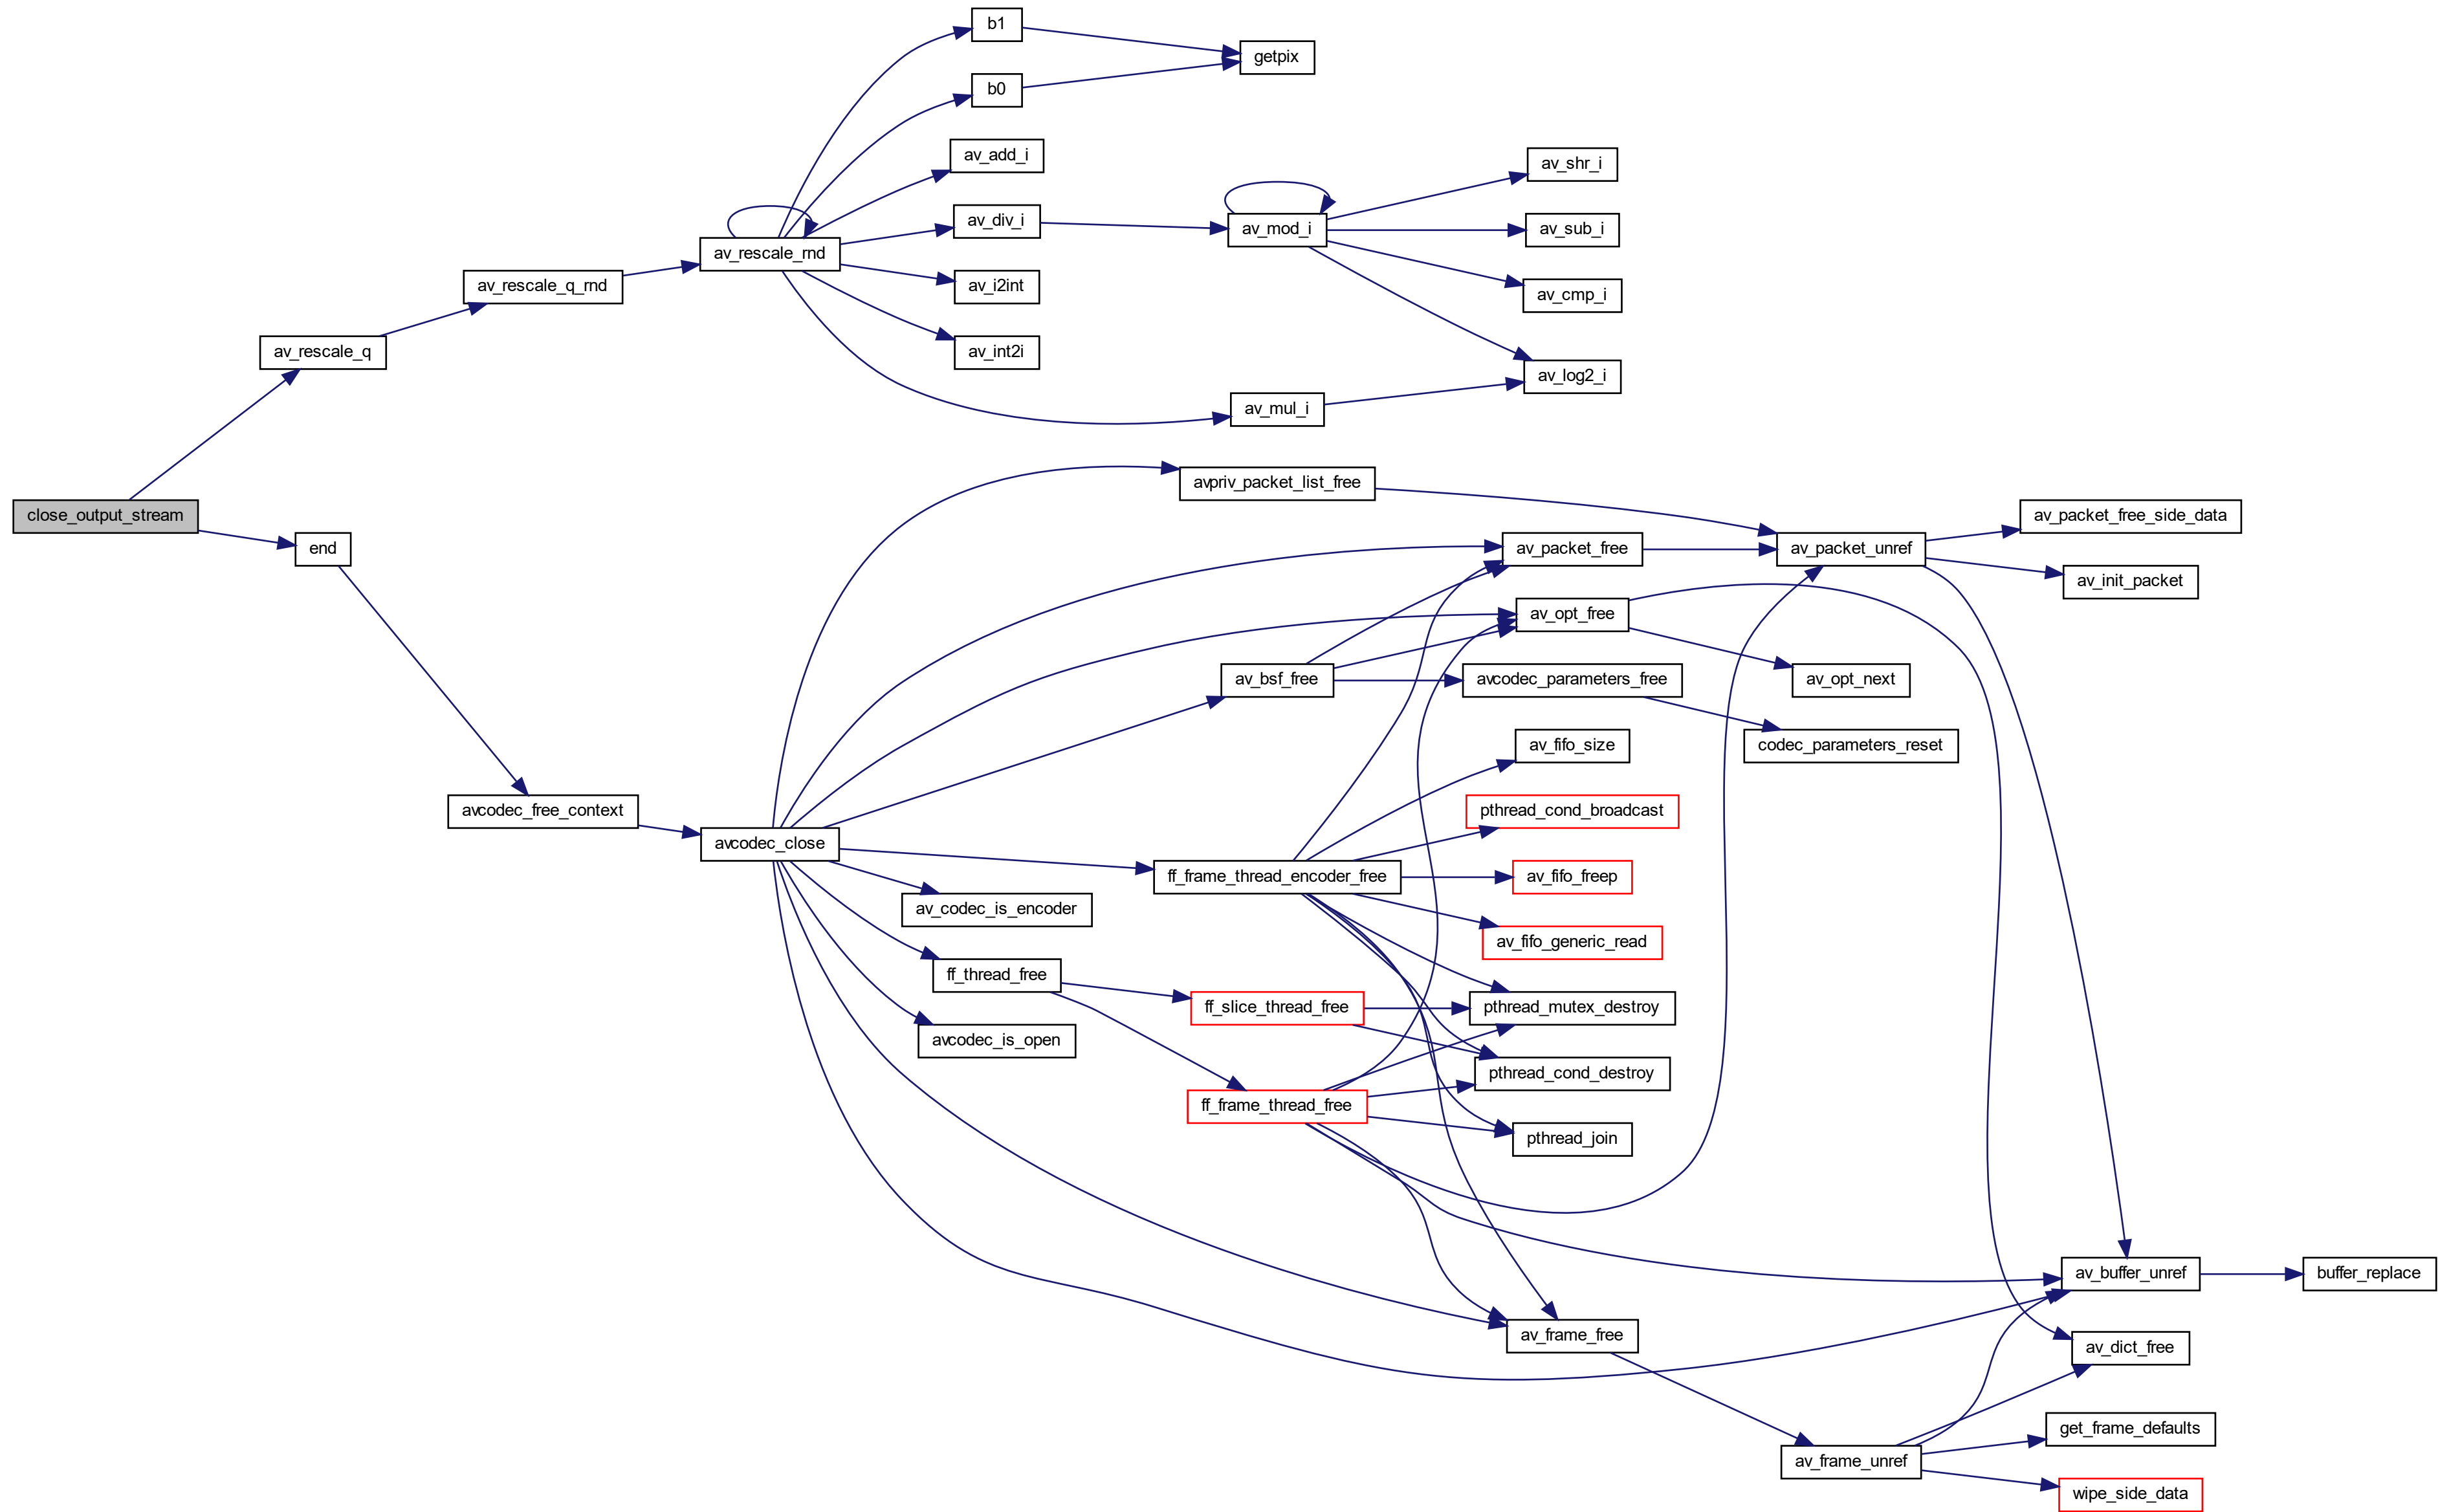 b1
getpix
b0
av_add_i
av_shr_i
av_div_i
av_mod_i
av_sub_i
av_rescale_rnd
av_rescale_q_rnd
av_i2int
av_cmp_i
av_rescale_q
av_int2i
av_log2_i
av_mul_i
avpriv_packet_list_free
close_output_stream
av_packet_free_side_data
end
av_packet_free
av_packet_unref
av_init_packet
av_opt_free
av_bsf_free
avcodec_parameters_free
av_opt_next
av_fifo_size
codec_parameters_reset
avcodec_free_context
pthread_cond_broadcast
avcodec_close
ff_frame_thread_encoder_free
av_fifo_freep
av_codec_is_encoder
av_fifo_generic_read
ff_thread_free
ff_slice_thread_free
pthread_mutex_destroy
avcodec_is_open
pthread_cond_destroy
ff_frame_thread_free
pthread_join
av_buffer_unref
buffer_replace
av_frame_free
av_dict_free
get_frame_defaults
av_frame_unref
wipe_side_data